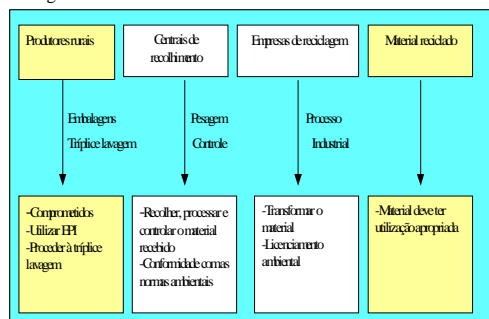 Produtores rurais
Centrais de
recolhimento
Empresas de reciclagem
Material reciclado
Embalagens
Tríplice lavagem
Pesagem
Controle
Processo
Industrial
-Comprometidos
-Utilizar EPI
-Proceder à tríplice
lavagem
-Recolher, processar e
controlar o material
recebido
-Conformidade com as
normas ambientais
-Transformar o
material
-Licenciamento
ambiental
-Material deve ter
utilização apropriada